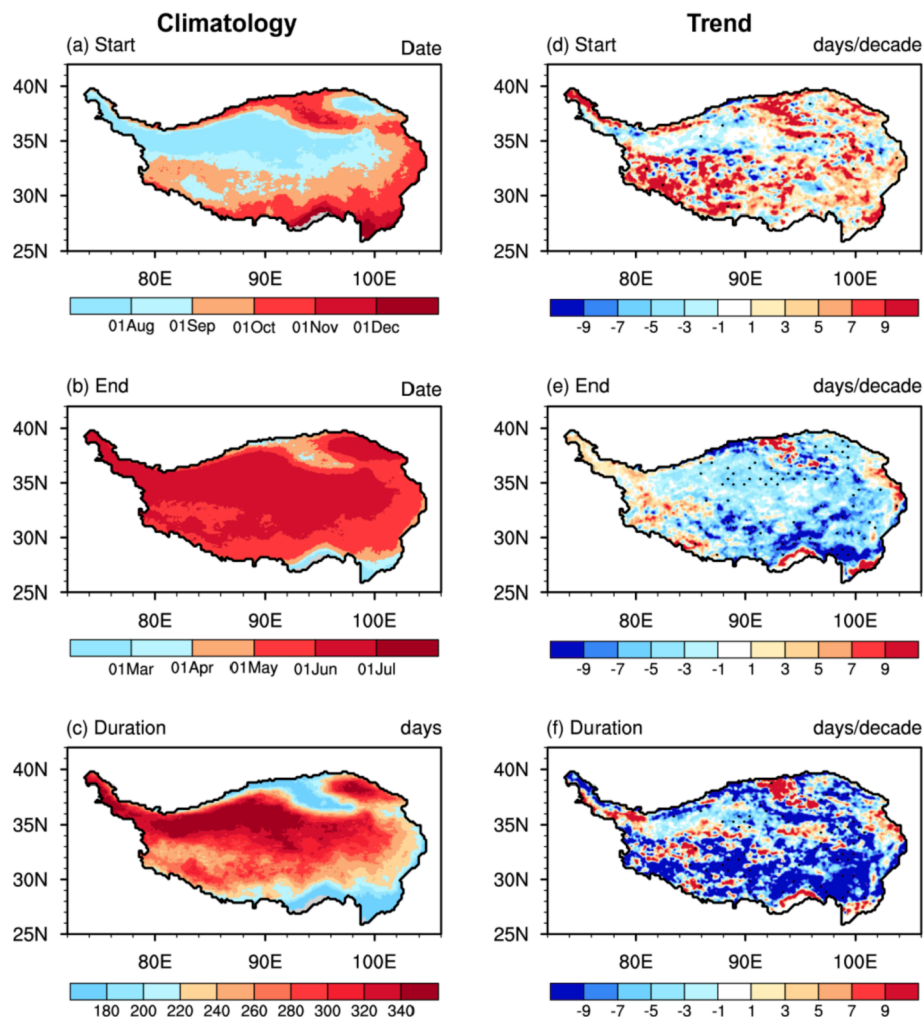 Climatology
Trend
(a) Start
Date
(d) Start
days/decade
40N
35N
30N
25N
80E 90E 100E
01Aug 01Sep 01Oct 01Nov 01Dec
40N
35N
30N
25N
80E 90E 100E
-9 -7 -5 -3 -1 1 3 5 7 9
(b) End
Date
(e) End
days/decade
40N
35N
30N
25N
80E 90E 100E
01Mar 01Apr 01May 01Jun 01Jul
40N
35N
30N
25N
80E 90E 100E
-9 -7 -5 -3 -1 1 3 5 7 9
(c) Duration
days
(f) Duration
days/decade
40N
35N
30N
25N
80E 90E 100E
180 200 220 240 260 280 300 320 340
40N
35N
30N
25N
80E 90E 100E
-9 -7 -5 -3 -1 1 3 5 7 9